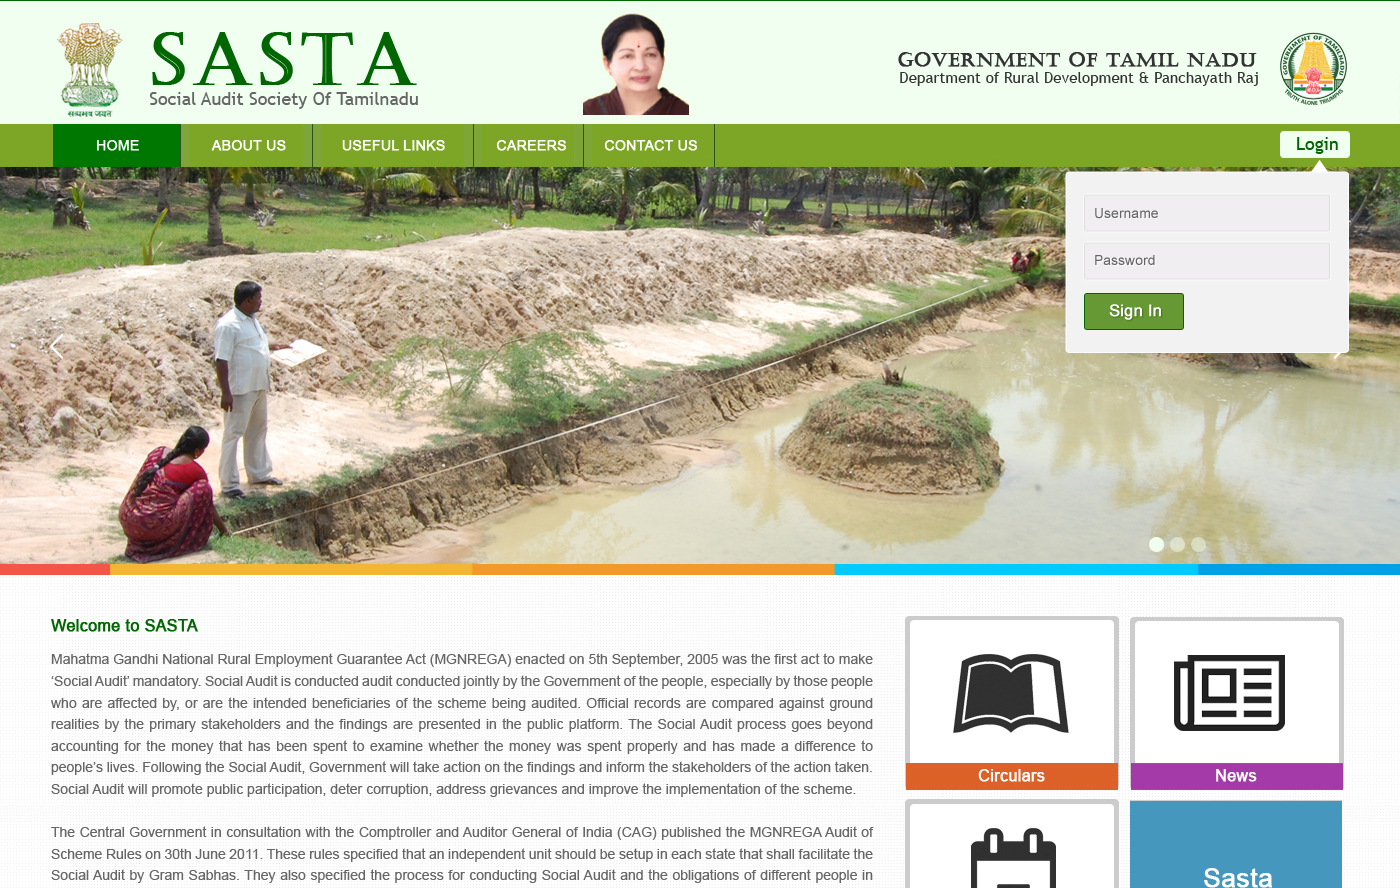 SASTA
Social Audit Society Of Tamilnadu
सत्यमेव जयते
GOVERNMENT OF TAMIL NADU
Department of Rural Development & Panchayath Raj
GOVERNMENT OF TAMILNADU
TRUTH ALONE TRIUMPHS
HOME
ABOUT US
USEFUL LINKS
CAREERS
CONTACT US
Login
Username
Password
Sign In
Welcome to SASTA
Mahatma Gandhi National Rural Employment Guarantee Act (MGNREGA) enacted on 5th September, 2005 was the first act to make
‘Social Audit’ mandatory. Social Audit is conducted audit conducted jointly by the Government of the people, especially by those people
who are affected by, or are the intended beneficiaries of the scheme being audited. Official records are compared against ground
realities by the primary stakeholders and the findings are presented in the public platform. The Social Audit process goes beyond
accounting for the money that has been spent to examine whether the money was spent properly and has made a difference to
people’s lives. Following the Social Audit, Government will take action on the findings and inform the stakeholders of the action taken.
Social Audit will promote public participation, deter corruption, address grievances and improve the implementation of the scheme.
The Central Government in consultation with the Comptroller and Auditor General of India (CAG) published the MGNREGA Audit of
Scheme Rules on 30th June 2011. These rules specified that an independent unit should be setup in each state that shall facilitate the
Social Audit by Gram Sabhas. They also specified the process for conducting Social Audit and the obligations of different people in
Circulars
News
Sasta